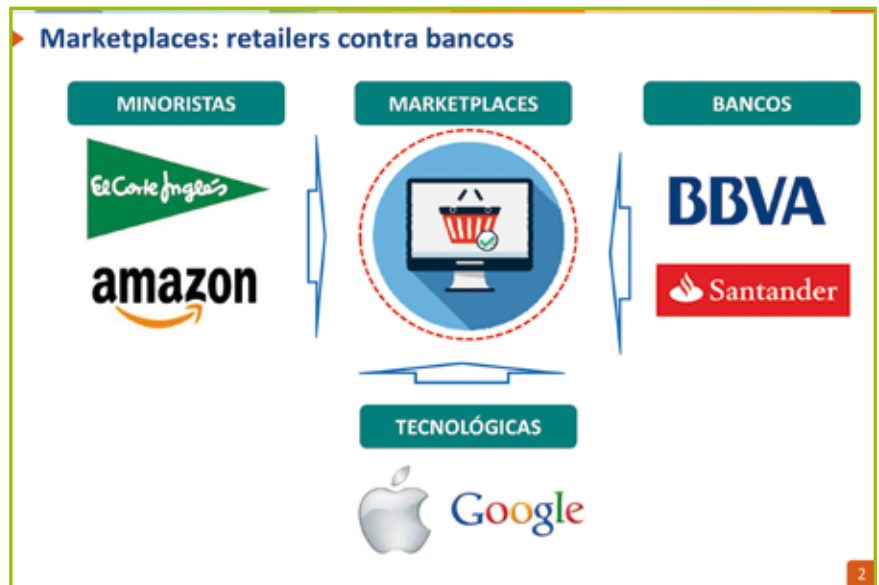 Marketplaces: retailers contra bancos
MINORISTAS
MARKETPLACES
BANCOS
El Corte Inglés
amazon
BBVA
Santander
TECNOLÓGICAS
Google
2